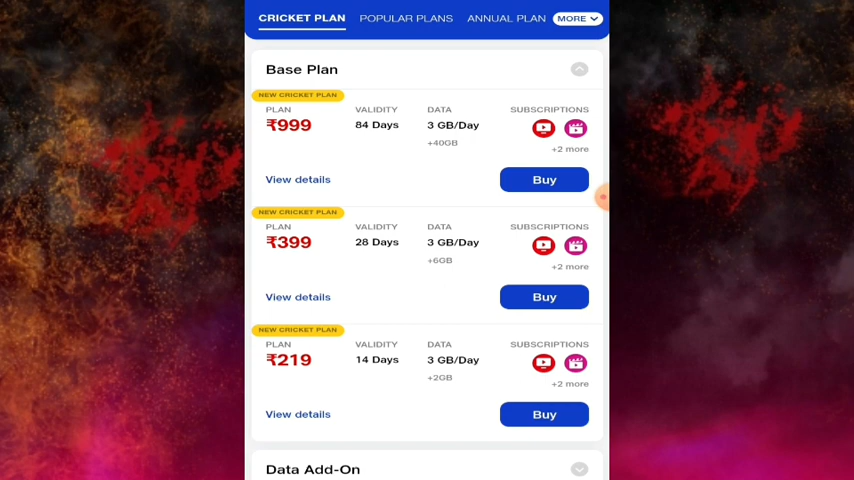 CRICKET PLAN POPULAR PLANS ANNUAL PLAN MORE
Base Plan
NEW CRICKET PLAN
PLAN VALIDITY DATA SUBSCRIPTIONS
₹999 84 Days 3 GB/Day
+40GB
+2 more
View details Buy
NEW CRICKET PLAN
PLAN VALIDITY DATA SUBSCRIPTIONS
₹399 28 Days 3 GB/Day
+6GB
+2 more
View details Buy
NEW CRICKET PLAN
PLAN VALIDITY DATA SUBSCRIPTIONS
₹219 14 Days 3 GB/Day
+2GB
+2 more
View details Buy
Data Add-On